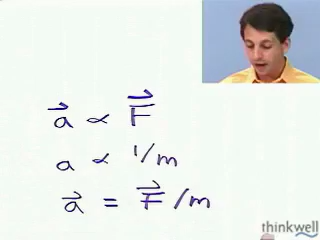 a⃗ ∝ F⃗
a ∝ 1/m
a⃗ = F⃗/m
thinkwell